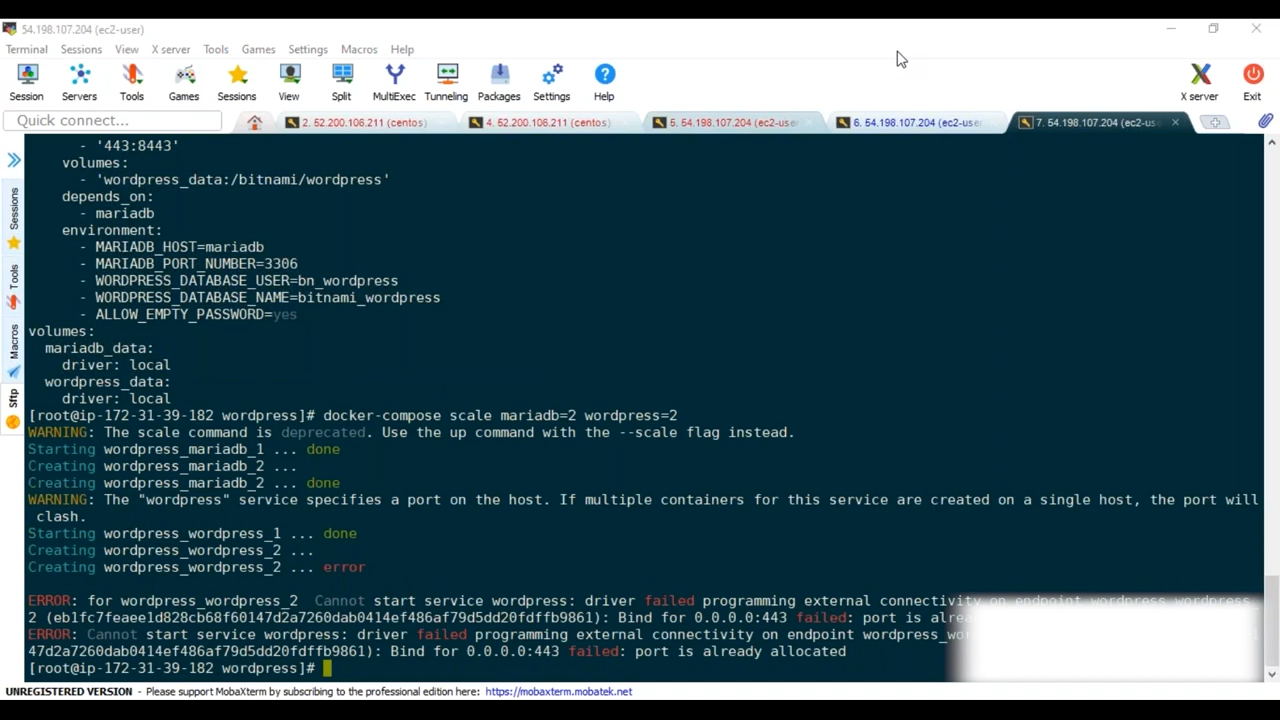 54.198.107.204 (ec2-user)
Terminal Sessions View X server Tools Games Settings Macros Help
Session Servers Tools Games Sessions View Split MultiExec Tunneling Packages Settings Help X server Exit
Quick connect... 2. 52.200.106.211 (centos) 4. 52.200.106.211 (centos) 5. 54.198.107.204 (ec2-user 6. 54.198.107.204 (ec2-use 7. 54.198.107.204 (ec2-us
Sessions
Tools
Macros
Sftp
- '443:8443'
volumes:
- 'wordpress_data:/bitnami/wordpress'
depends_on:
- mariadb
environment:
- MARIADB_HOST=mariadb
- MARIADB_PORT_NUMBER=3306
- WORDPRESS_DATABASE_USER=bn_wordpress
- WORDPRESS_DATABASE_NAME=bitnami_wordpress
- ALLOW_EMPTY_PASSWORD=yes
volumes:
mariadb_data:
driver: local
wordpress_data:
driver: local
[root@ip-172-31-39-182 wordpress]# docker-compose scale mariadb=2 wordpress=2
WARNING: The scale command is deprecated. Use the up command with the --scale flag instead.
Starting wordpress_mariadb_1 ... done
Creating wordpress_mariadb_2 ...
Creating wordpress_mariadb_2 ... done
WARNING: The "wordpress" service specifies a port on the host. If multiple containers for this service are created on a single host, the port will
clash.
Starting wordpress_wordpress_1 ... done
Creating wordpress_wordpress_2 ...
Creating wordpress_wordpress_2 ... error
ERROR: for wordpress_wordpress_2 Cannot start service wordpress: driver failed programming external connectivity on endpoint wordpress_wordpress_
2 (eb1fc7feaee1d828cb68f60147d2a7260dab0414ef486af79d5dd20fdffb9861): Bind for 0.0.0.0:443 failed: port is alrea
ERROR: Cannot start service wordpress: driver failed programming external connectivity on endpoint wordpress_wo
47d2a7260dab0414ef486af79d5dd20fdffb9861): Bind for 0.0.0.0:443 failed: port is already allocated
[root@ip-172-31-39-182 wordpress]#
UNREGISTERED VERSION - Please support MobaXterm by subscribing to the professional edition here: https://mobaxterm.mobatek.net